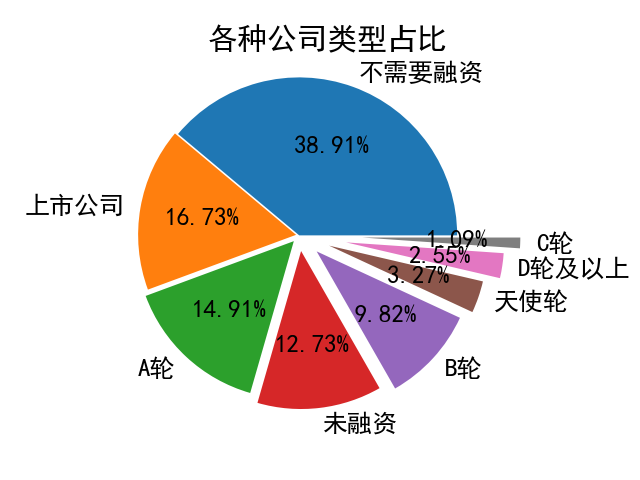 各种公司类型占比
不需要融资
38.91%
上市公司
16.73%
A轮
14.91%
未融资
12.73%
B轮
9.82%
天使轮
3.27%
D轮及以上
2.55%
C轮
1.09%